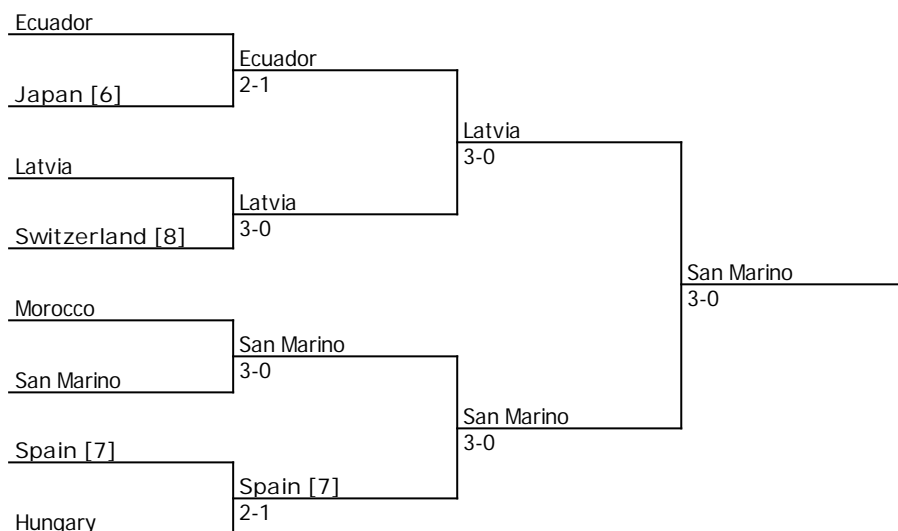 Ecuador
Ecuador
2-1
Japan [6]
Latvia
3-0
Latvia
Latvia
3-0
Switzerland [8]
San Marino
3-0
Morocco
San Marino
3-0
San Marino
San Marino
3-0
Spain [7]
Spain [7]
2-1
Hungary